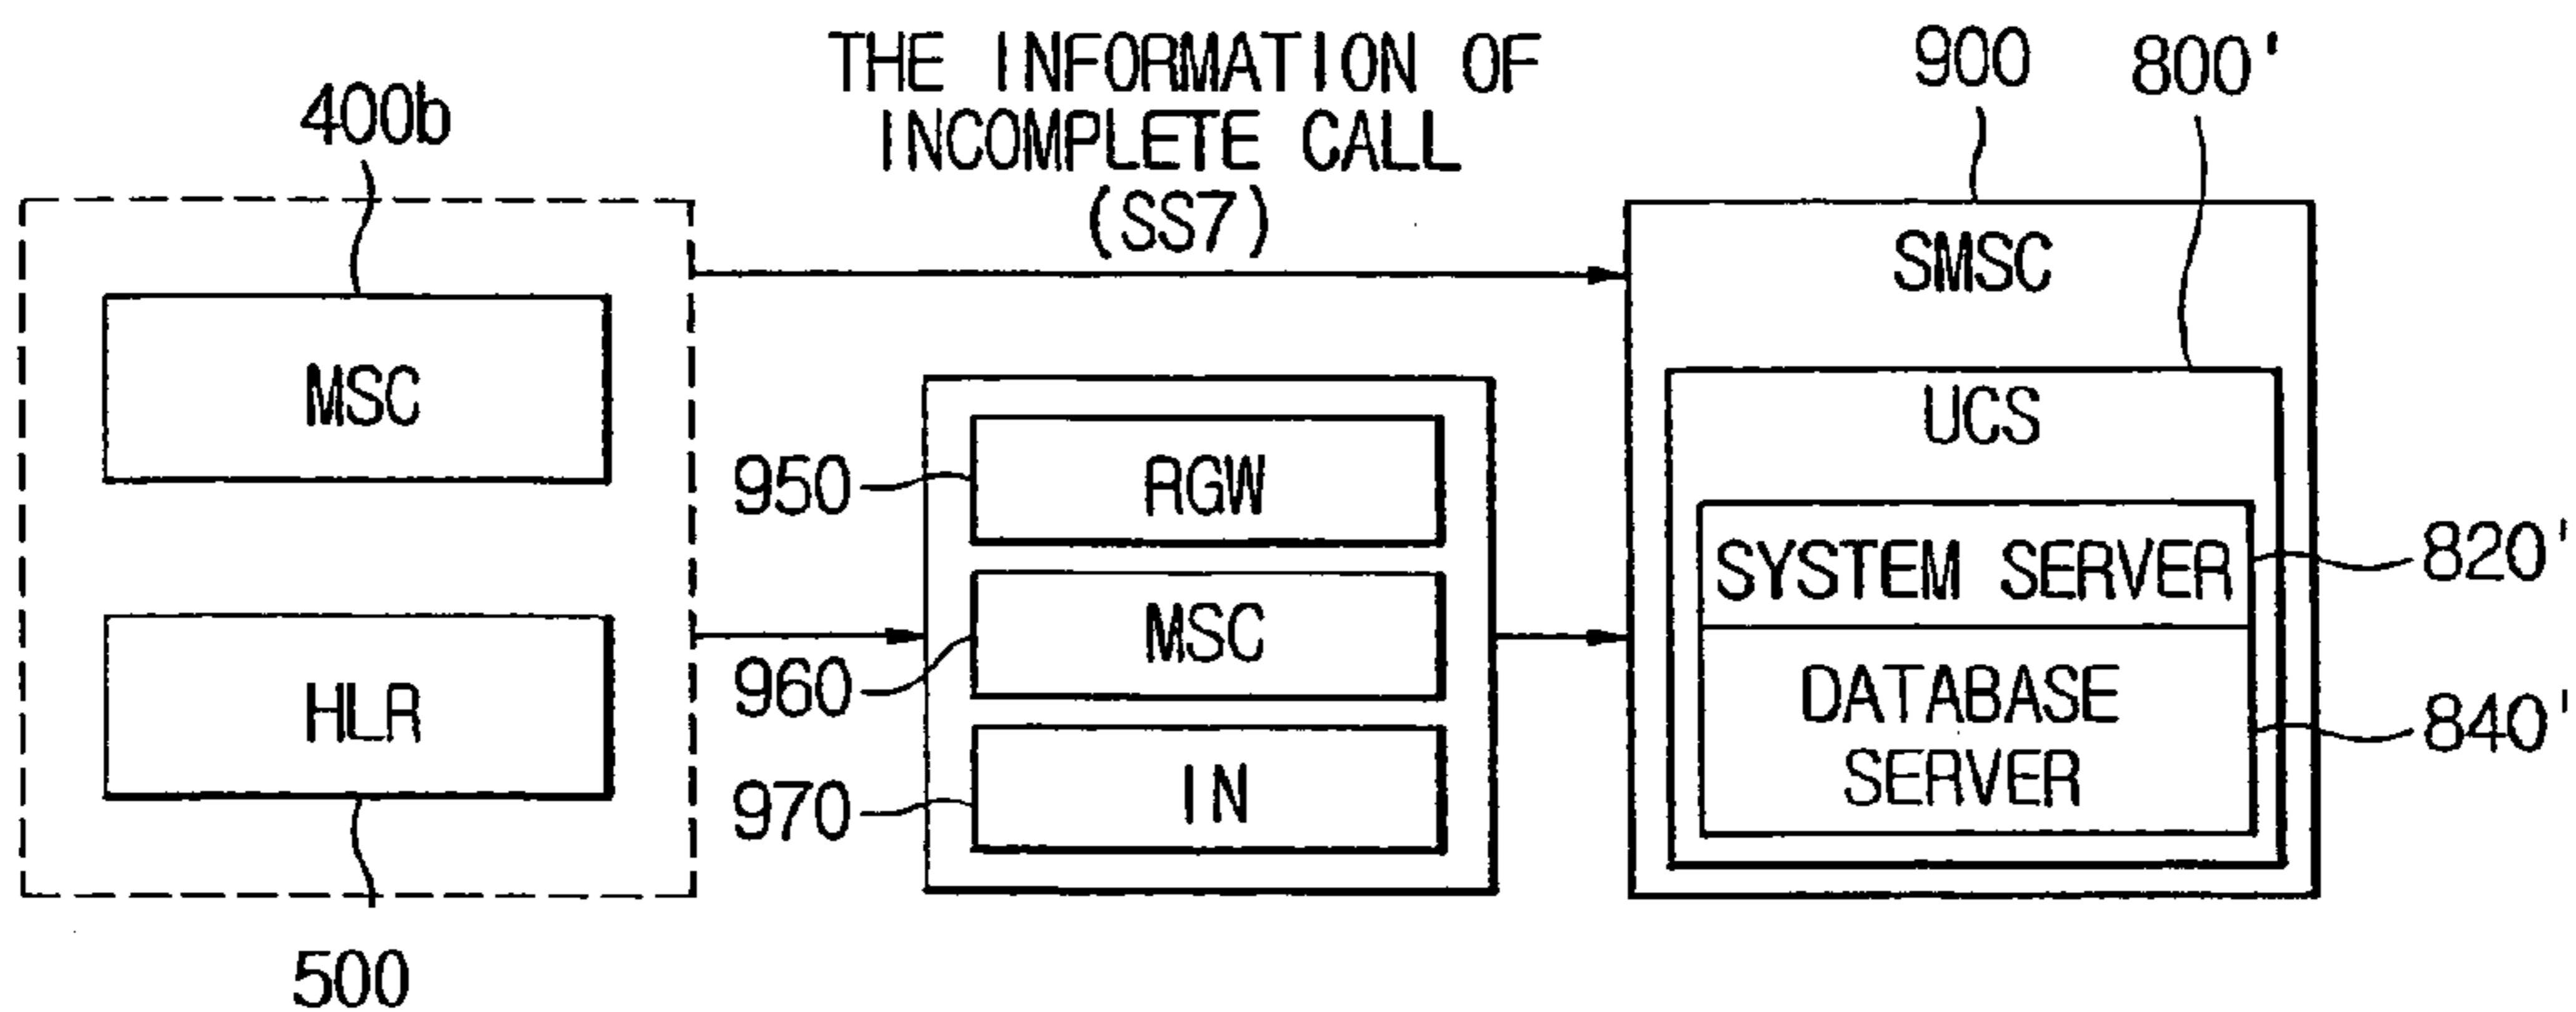 THE INFORMATION OF
INCOMPLETE CALL
(SS7)
400b
900
800'
MSC
HLR
500
950
RGW
960
MSC
970
IN
SMSC
UCS
SYSTEM SERVER
820'
DATABASE
SERVER
840'